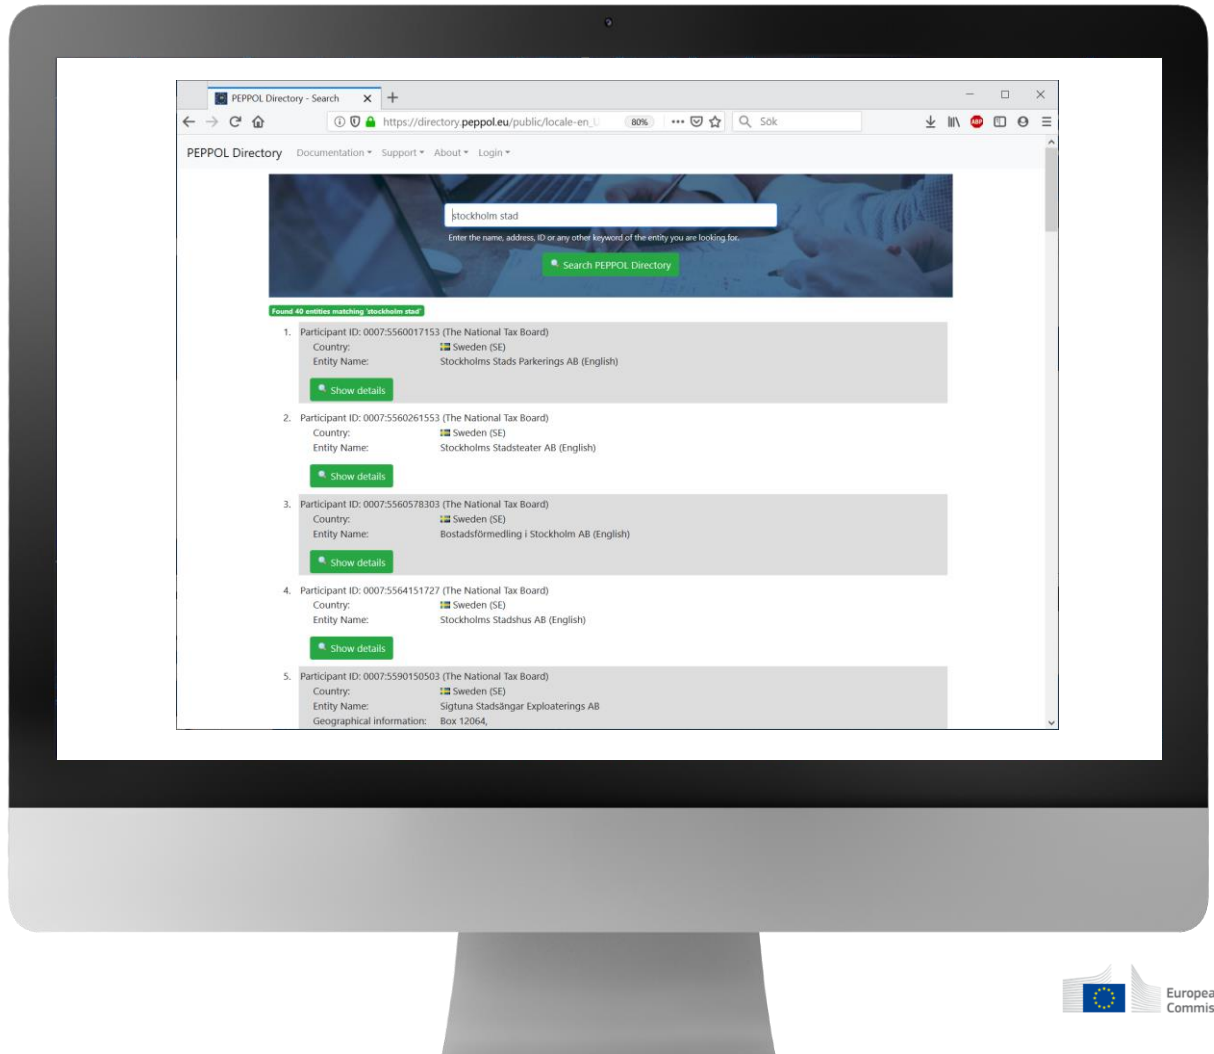 PEPPOL Directory - Search
https://directory.peppol.eu/public/locale-en_U
80%
Sök
ABP
PEPPOL Directory Documentation Support About Login
stockholm stad
Enter the name, address, ID or any other keyword of the entity you are looking for.
Search PEPPOL Directory
Found 40 entities matching 'stockholm stad'
1. Participant ID: 0007:5560017153 (The National Tax Board)
Country: Sweden (SE)
Entity Name: Stockholms Stads Parkerings AB (English)
Show details
2. Participant ID: 0007:5560261553 (The National Tax Board)
Country: Sweden (SE)
Entity Name: Stockholms Stadsteater AB (English)
Show details
3. Participant ID: 0007:5560578303 (The National Tax Board)
Country: Sweden (SE)
Entity Name: Bostadsförmedling i Stockholm AB (English)
Show details
4. Participant ID: 0007:5564151727 (The National Tax Board)
Country: Sweden (SE)
Entity Name: Stockholms Stadshus AB (English)
Show details
5. Participant ID: 0007:5590150503 (The National Tax Board)
Country: Sweden (SE)
Entity Name: Sigtuna Stadsängar Exploaterings AB
Geographical information: Box 12064,
Europea
Commis